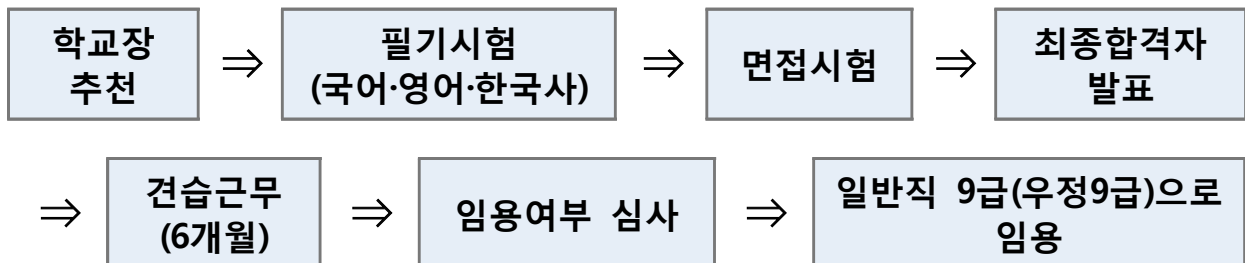 학교장
추천
⇒
필기시험
(국어·영어·한국사)
⇒
면접시험
⇒
최종합격자
발표
⇒
견습근무
(6개월)
⇒
임용여부 심사
⇒
일반직 9급(우정9급)으로
임용